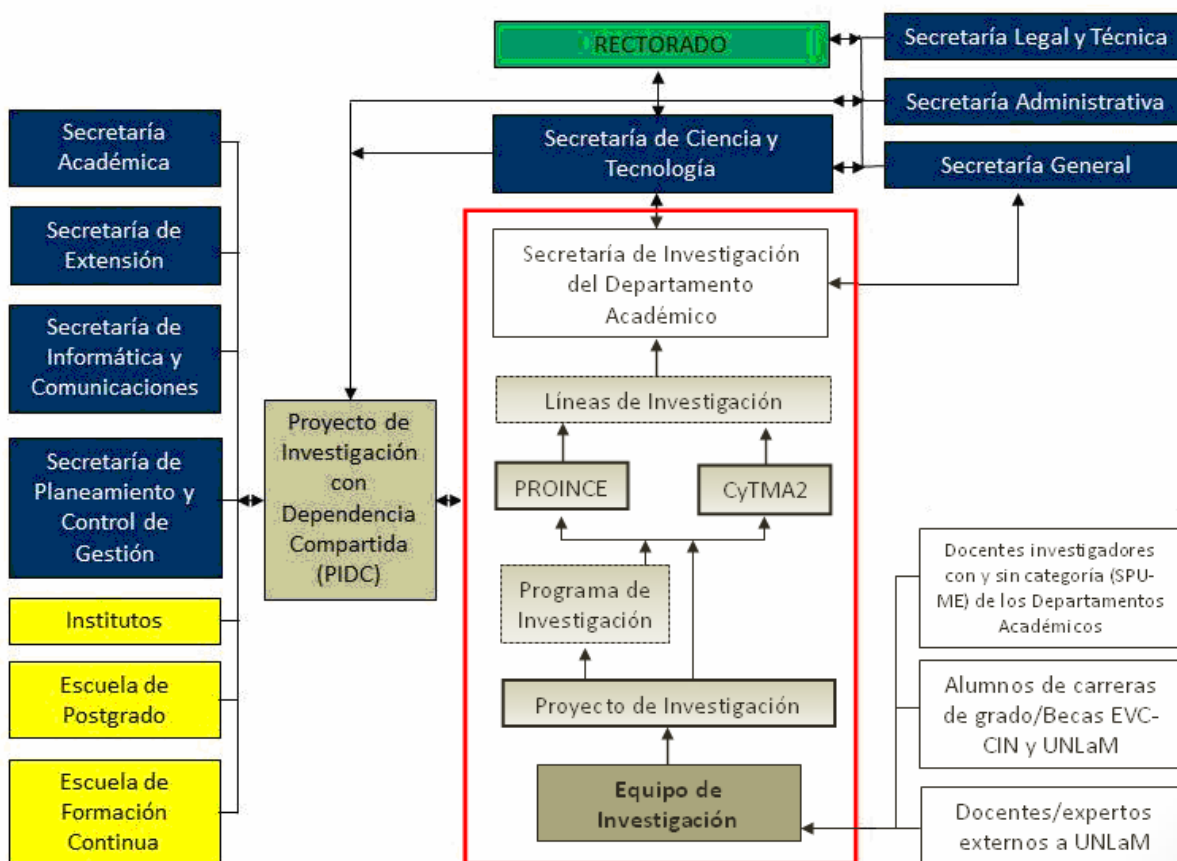 RECTORADO
Secretaría Legal y Técnica
Secretaría Administrativa
Secretaría de Ciencia y
Tecnología
Secretaría General
Secretaría
Académica
Secretaría de
Extensión
Secretaría de
Informática y
Comunicaciones
Secretaría de
Planeamiento y
Control de
Gestión
Institutos
Escuela de
Postgrado
Escuela de
Formación
Continua
Proyecto de
Investigación
con
Dependencia
Compartida
(PIDC)
Secretaría de Investigación
del Departamento
Académico
Líneas de Investigación
PROINCE
CyTMA2
Programa de
Investigación
Proyecto de Investigación
Equipo de
Investigación
Docentes investigadores
con y sin categoría (SPU-
ME) de los Departamentos
Académicos
Alumnos de carreras
de grado/Becas EVC-
CIN y UNLaM
Docentes/expertos
externos a UNLaM